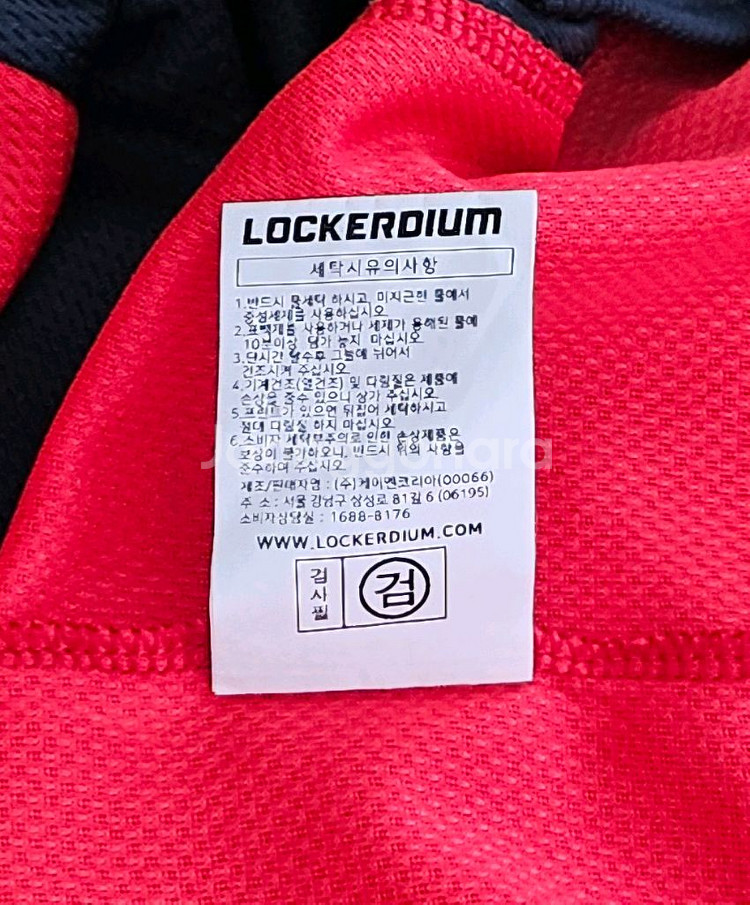 LOCKERDIUM
세탁시유의사항
1.반드시 물세탁 하시고, 미지근한 물에서
중성세제를 사용하십시오
2.표백제를 사용하거나 세제가 용해된 물에
10분이상 담가 놓지 마십시오
3.단시간 탈수후 그늘에 뉘어서
건조시켜 주십시오
4.기계건조(열건조) 및 다림질은 제품에
손상을 줄수 있으니 삼가 주십시오
5.프린트가 있으면 뒤집어 세탁하시고
절대 다림질 하지 마십시오
6.소비자 세탁부주의로 인한 손상제품은
보상이 불가하오니, 반드시 위의 사항을
준수하여 주십시오
제조/판매자명 : (주)케이엔코리아(00066)
주 소 : 서울 강남구 삼성로 81길 6 (06195)
소비자상담실 : 1688-8176
WWW.LOCKERDIUM.COM
검사필
검